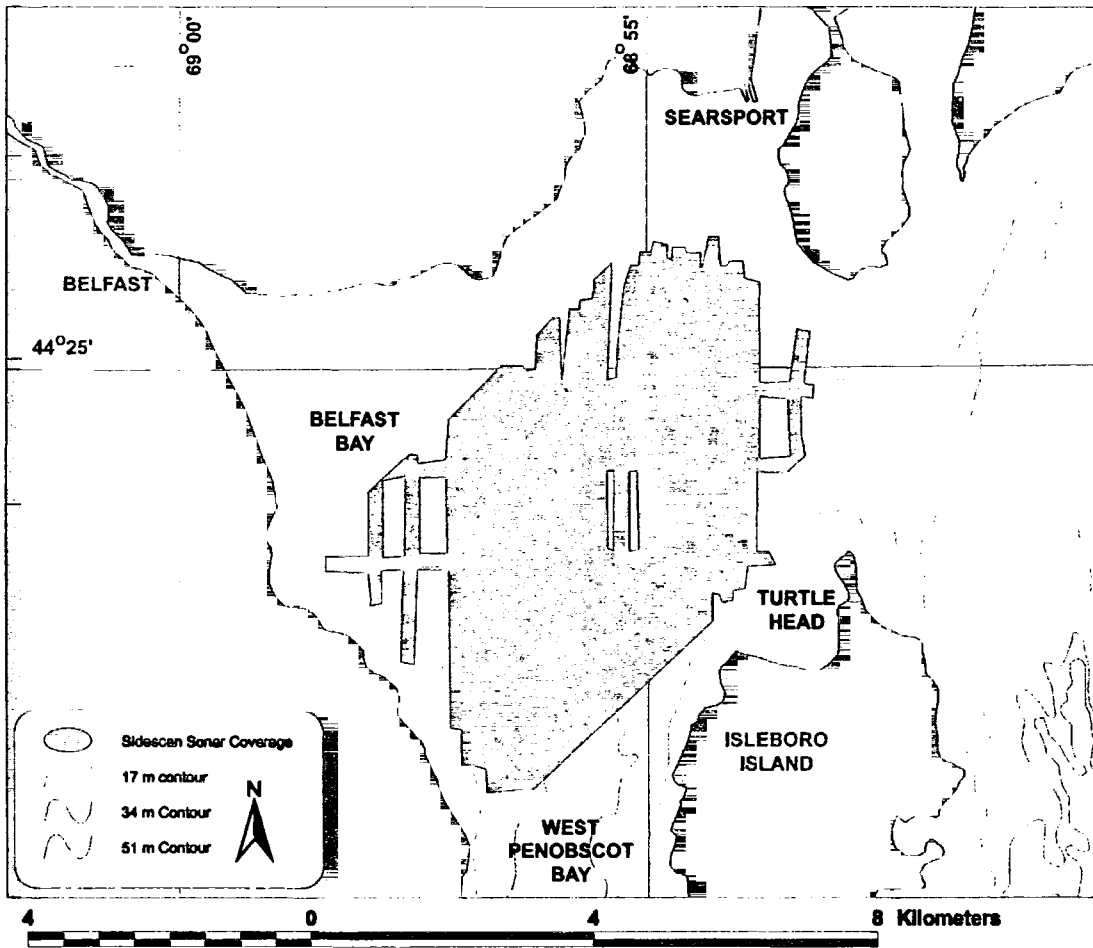 69°00'
68°55'
SEARSPORT
BELFAST
44°25'
BELFAST
BAY
TURTLE
HEAD
ISLEBORO
ISLAND
WEST
PENOBSCOT
BAY
Sidescan Sonar Coverage
17 m contour
34 m Contour
51 m Contour
N
4 0 4 8 Kilometers